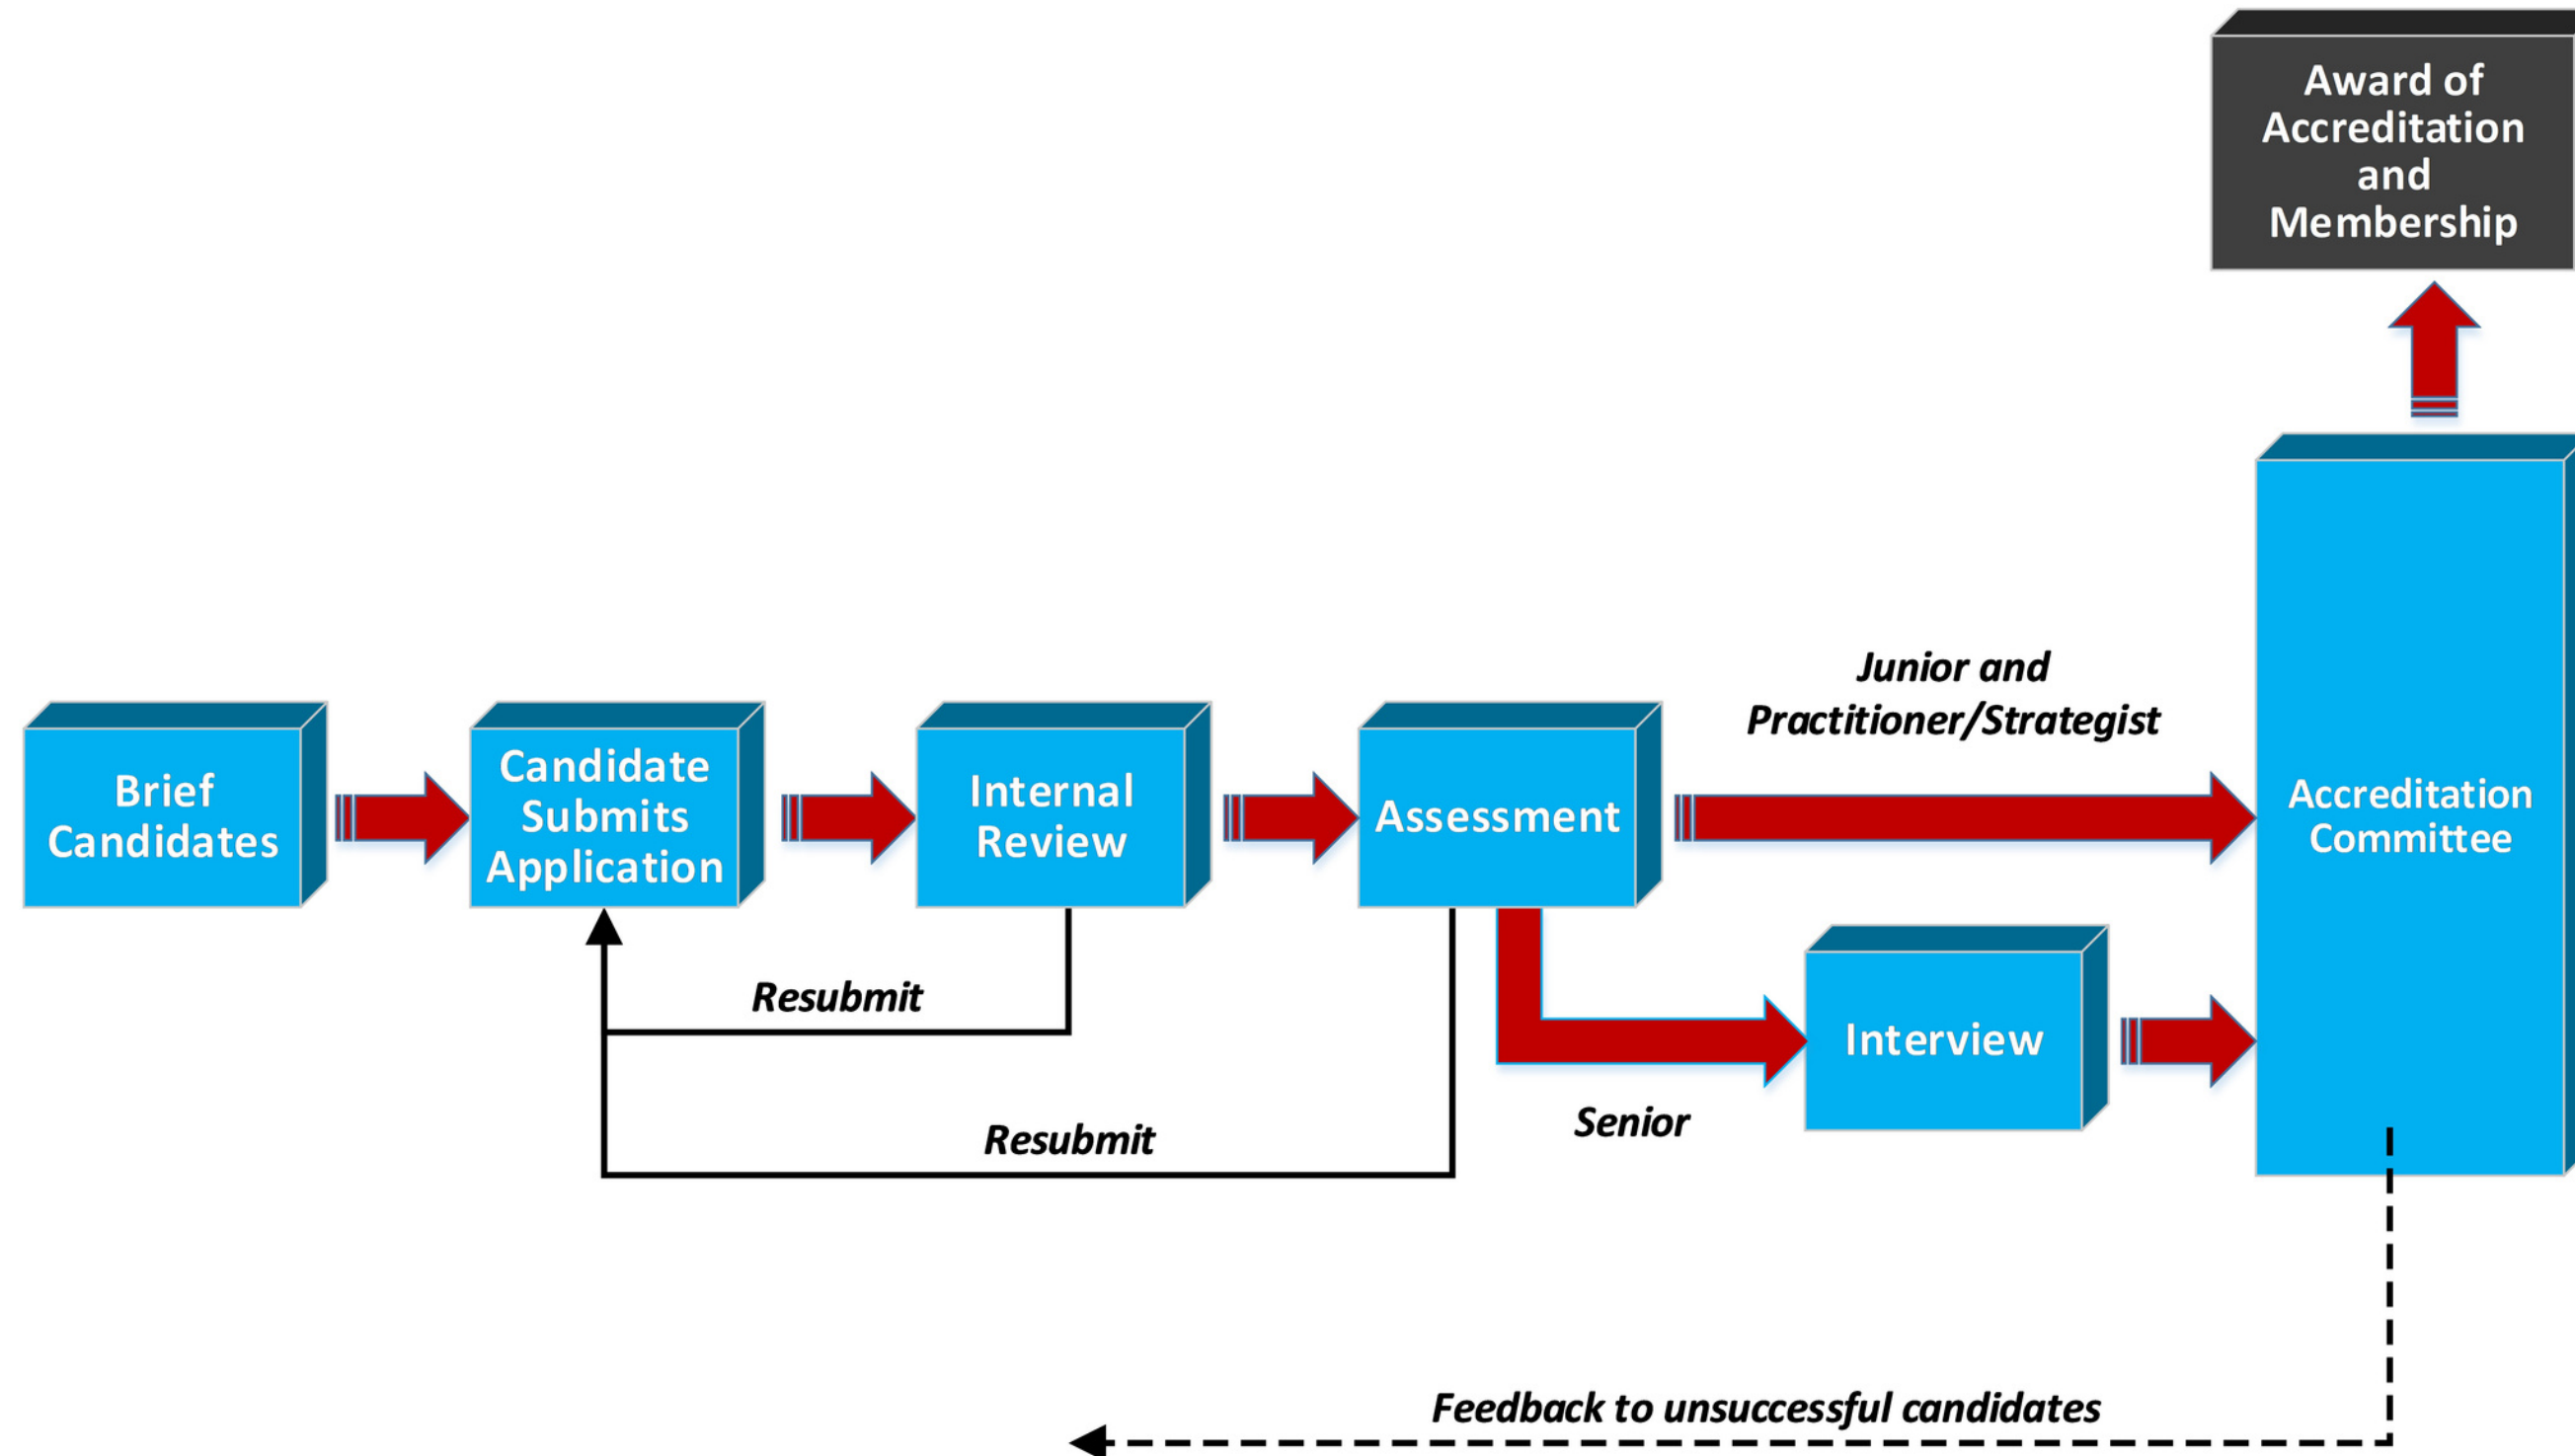 Award of
Accreditation
and
Membership
Junior and
Practitioner/Strategist
Brief
Candidates
Candidate
Submits
Application
Internal
Review
Assessment
Accreditation
Committee
Resubmit
Interview
Senior
Resubmit
Feedback to unsuccessful candidates